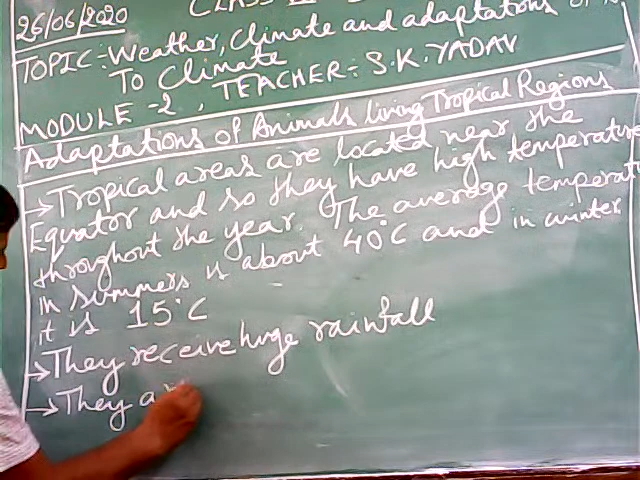 26/06/2020 CLASS
TOPIC:- Weather, Climate and adaptations of
To Climate
MODULE - 2, TEACHER:- S.K. YADAV
Adaptations of Animals living Tropical Regions
→ Tropical areas are located near the
Equator and so they have high temperature
throughout the year. The average temperat
in summers is about 40°C and in winter
it is 15°C
→ They receive huge rainfall
→ They a